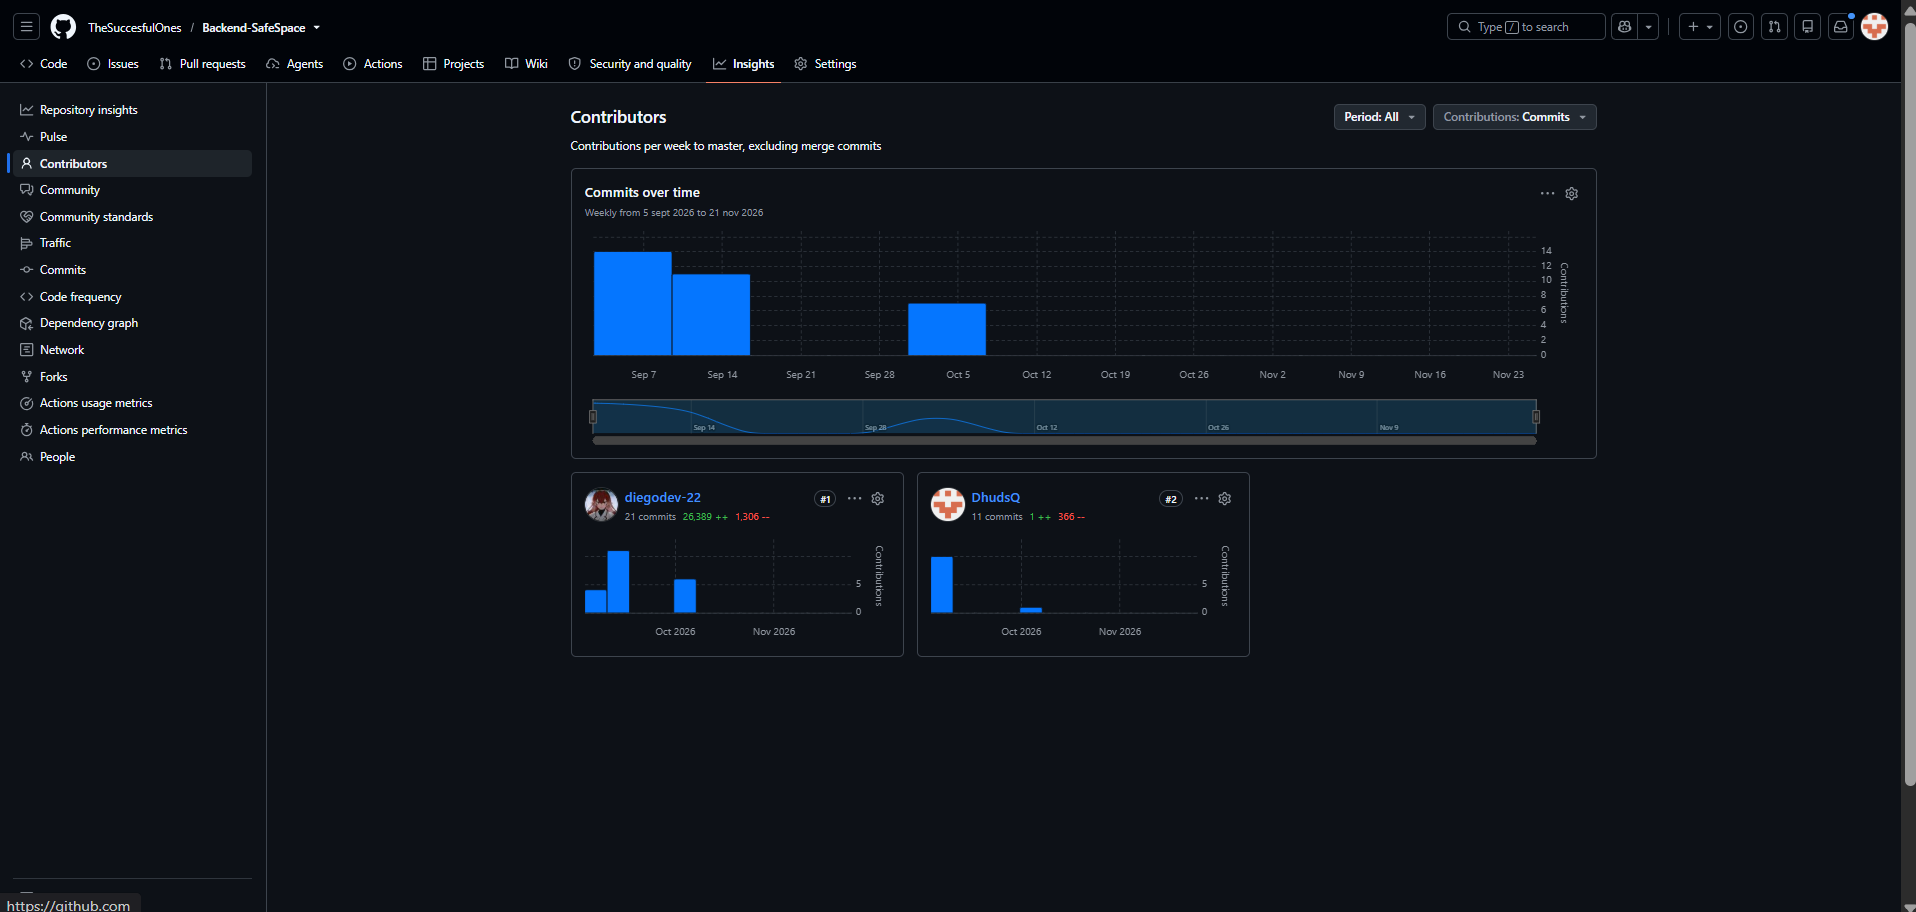 TheSuccesfulOnes / Backend-SafeSpace
Type / to search
Code
Issues
Pull requests
Agents
Actions
Projects
Wiki
Security and quality
Insights
Settings
Repository insights
Pulse
Contributors
Community
Community standards
Traffic
Commits
Code frequency
Dependency graph
Network
Forks
Actions usage metrics
Actions performance metrics
People
https://github.com
Contributors
Period: All
Contributions: Commits
Contributions per week to master, excluding merge commits
Commits over time
Weekly from 5 sept 2026 to 21 nov 2026
14
12
10
8
6
4
2
0
Contributions
Sep 7
Sep 14
Sep 21
Sep 28
Oct 5
Oct 12
Oct 19
Oct 26
Nov 2
Nov 9
Nov 16
Nov 23
Sep 14
Sep 28
Oct 12
Oct 26
Nov 9
diegodev-22
#1
21 commits 26,389 ++ 1,306 --
5
0
Contributions
Oct 2026
Nov 2026
DhudsQ
#2
11 commits 1 ++ 366 --
5
0
Contributions
Oct 2026
Nov 2026